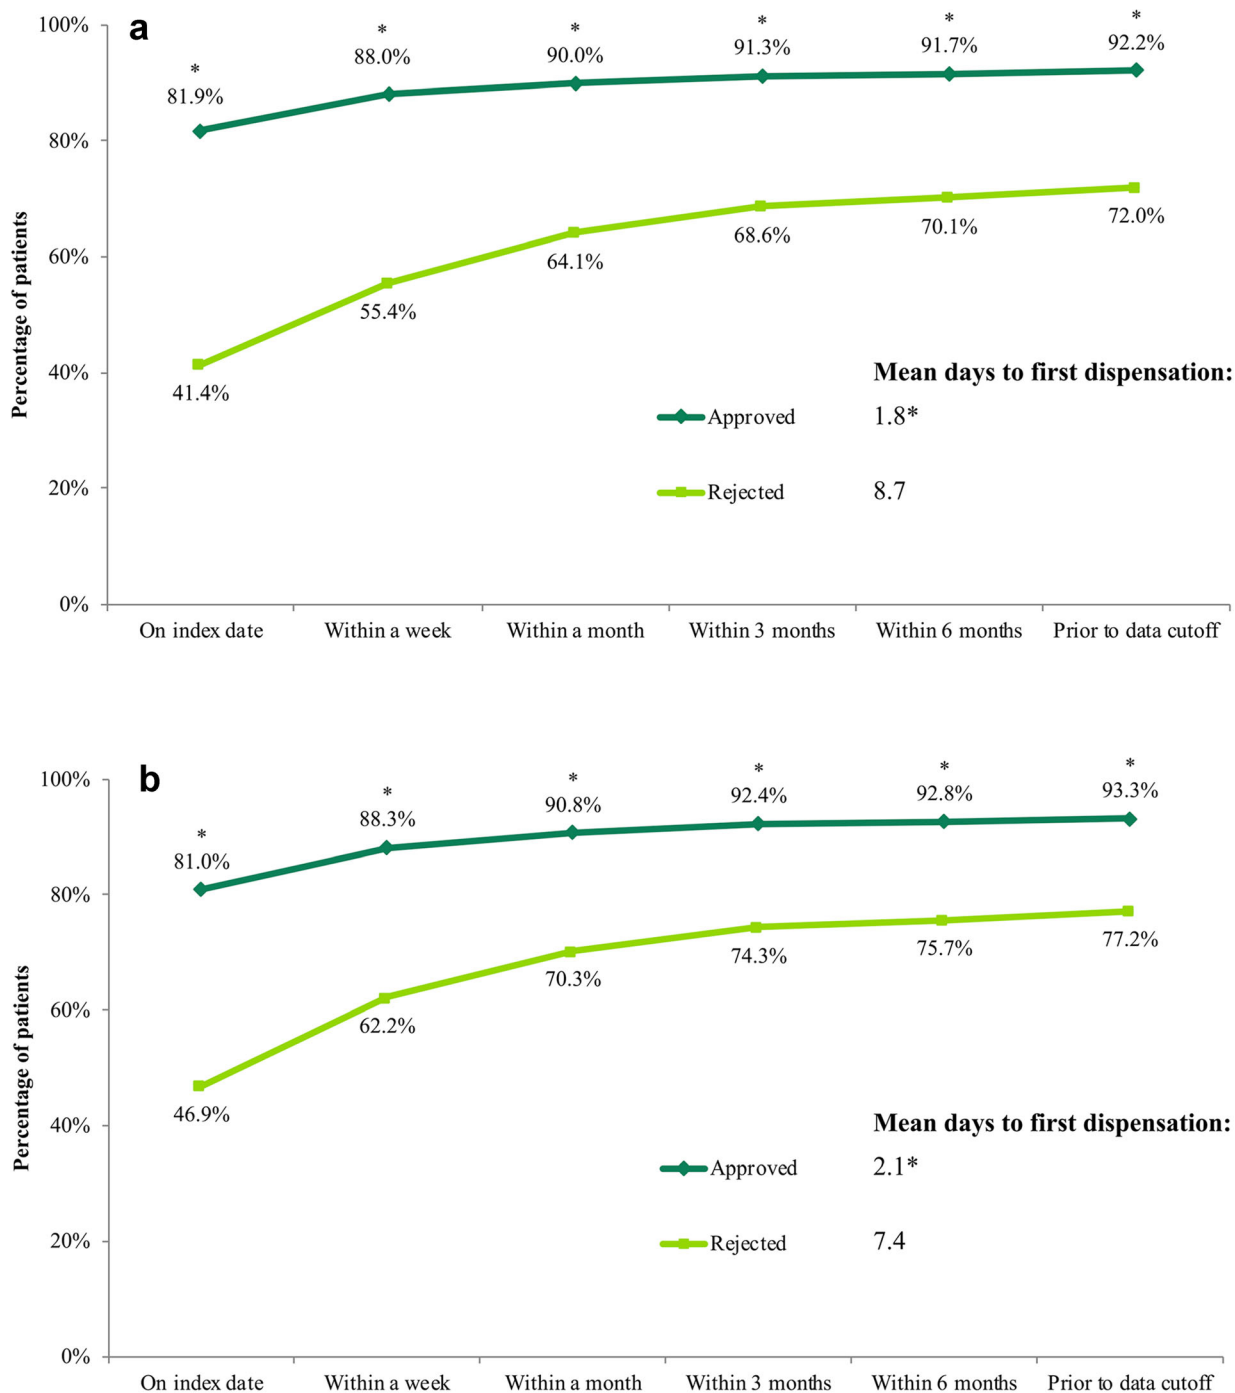 a
100%
80%
60%
40%
20%
0%
Percentage of patients
* * * * * *
81.9% 88.0% 90.0% 91.3% 91.7% 92.2%
41.4% 55.4% 64.1% 68.6% 70.1% 72.0%
Mean days to first dispensation:
Approved 1.8*
Rejected 8.7
On index date Within a week Within a month Within 3 months Within 6 months Prior to data cutoff
b
100%
80%
60%
40%
20%
0%
Percentage of patients
* * * * * *
81.0% 88.3% 90.8% 92.4% 92.8% 93.3%
46.9% 62.2% 70.3% 74.3% 75.7% 77.2%
Mean days to first dispensation:
Approved 2.1*
Rejected 7.4
On index date Within a week Within a month Within 3 months Within 6 months Prior to data cutoff